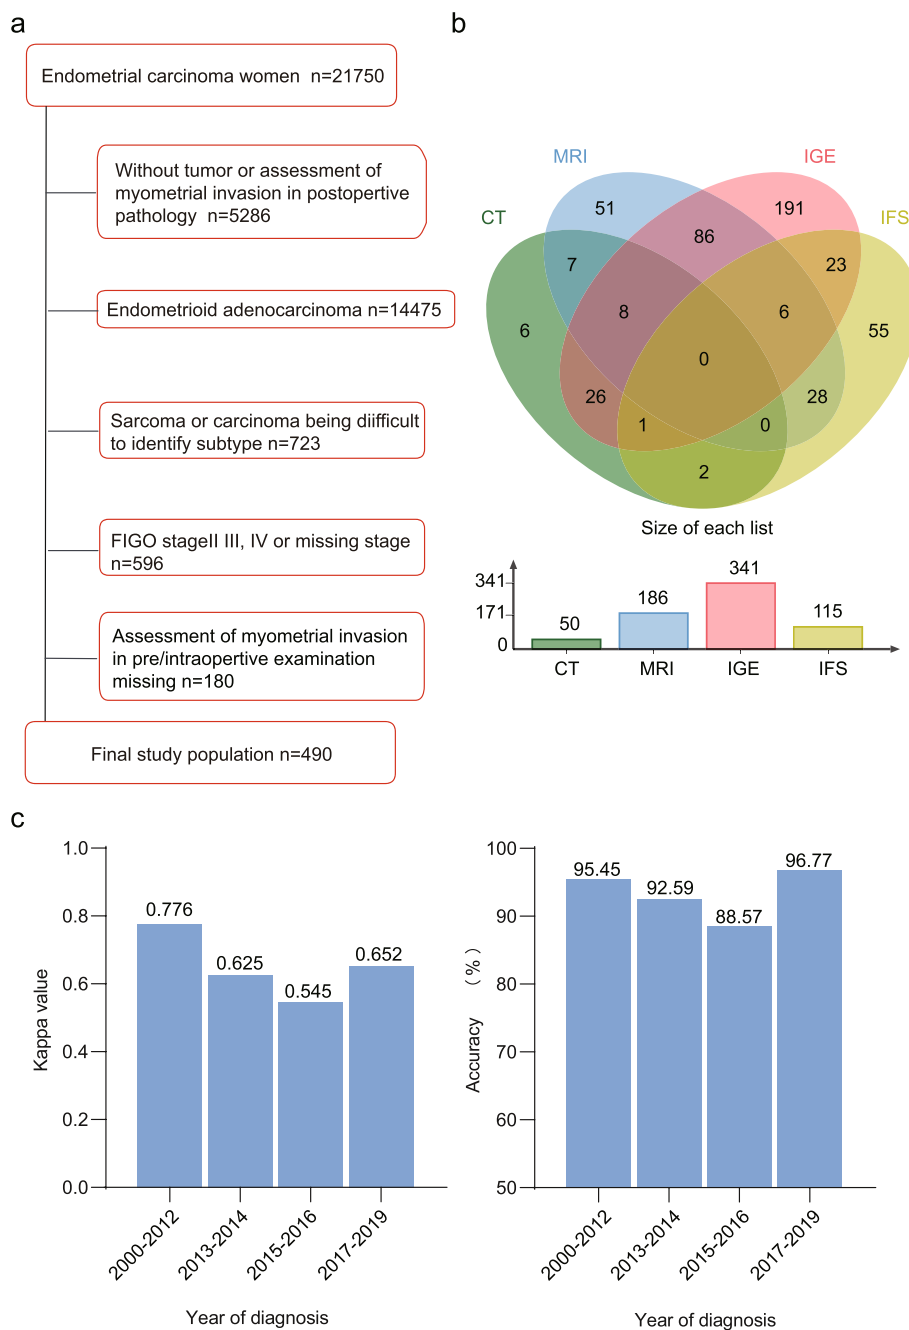 a
Endometrial carcinoma women n=21750
Without tumor or assessment of
myometrial invasion in postopertive
pathology n=5286
Endometrioid adenocarcinoma n=14475
Sarcoma or carcinoma being diifficult
to identify subtype n=723
FIGO stageII III, IV or missing stage
n=596
Assessment of myometrial invasion
in pre/intraopertive examination
missing n=180
Final study population n=490
b
MRI
IGE
CT
IFS
51
191
86
7
23
6
8
6
55
0
26
28
1
0
2
Size of each list
341
171
0
50
186
341
115
CT
MRI
IGE
IFS
c
1.0
0.8
0.6
0.4
0.2
0.0
Kappa value
0.776
0.625
0.545
0.652
2000-2012
2013-2014
2015-2016
2017-2019
Year of diagnosis
100
90
80
70
60
50
Accuracy （%）
95.45
92.59
88.57
96.77
2000-2012
2013-2014
2015-2016
2017-2019
Year of diagnosis